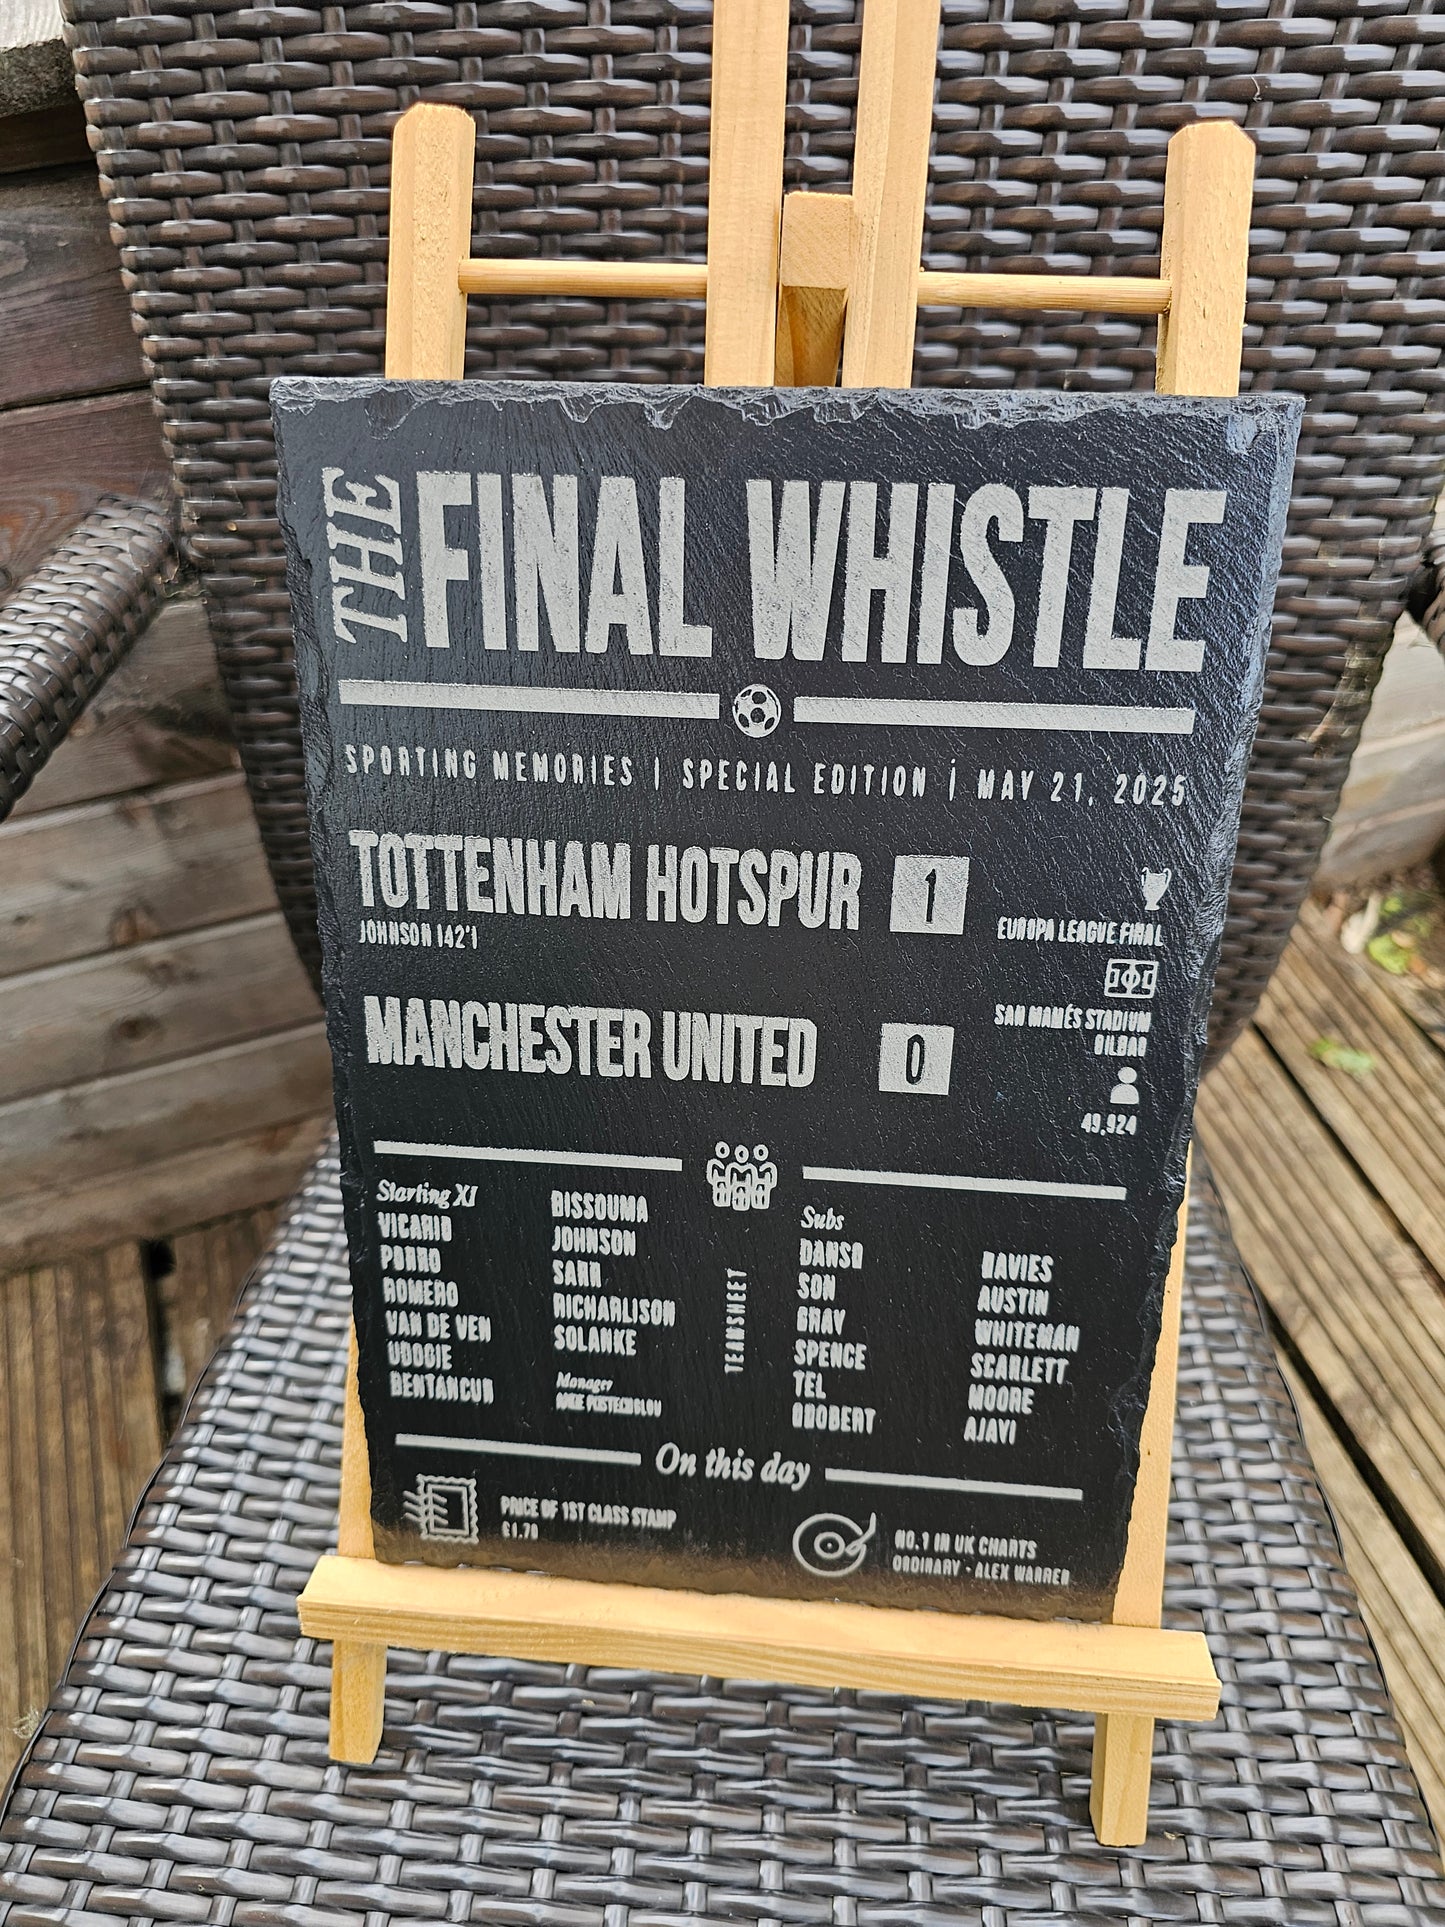 THE FINAL WHISTLE
SPORTING MEMORIES | SPECIAL EDITION | MAY 21, 2025
TOTTENHAM HOTSPUR 1
JOHNSON (42')
EUROPA LEAGUE FINAL
SAN MAMÉS STADIUM
BILBAO
MANCHESTER UNITED 0
49,924
Starting XI
VICARIO
PORRO
ROMERO
VAN DE VEN
UDOGIE
BENTANCUR
BISSOUMA
JOHNSON
SARR
RICHARLISON
SOLANKE
Manager
ANGE POSTECOGLOU
TEAMSHEET
Subs
DANSO
SON
GRAY
SPENCE
TEL
ODOBERT
DAVIES
AUSTIN
WHITEMAN
SCARLETT
MOORE
AJAYI
On this day
PRICE OF 1ST CLASS STAMP
£1.70
NO.1 IN UK CHARTS
ORDINARY - ALEX WARREN